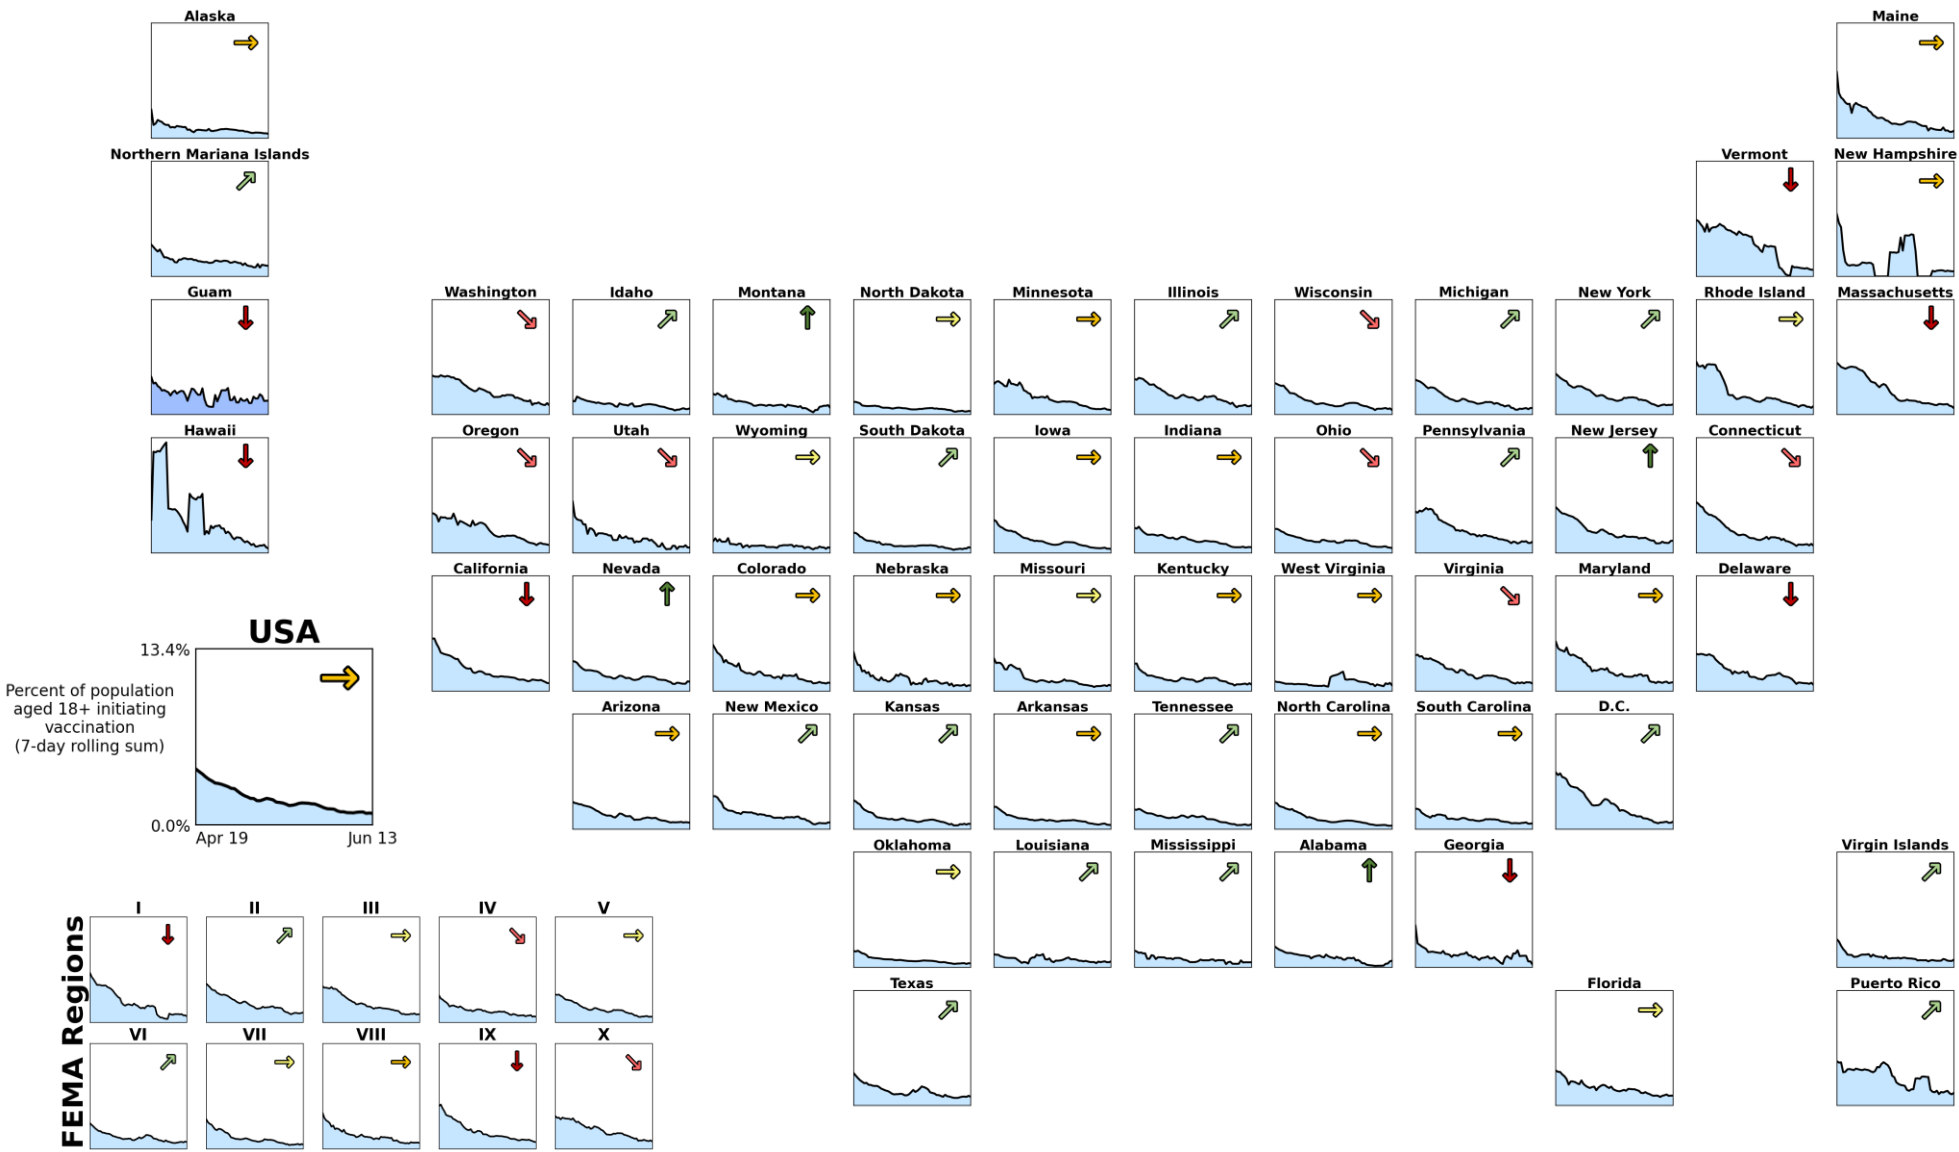 Alaska
Maine
Northern Mariana Islands
Vermont
New Hampshire
Guam
Washington
Idaho
Montana
North Dakota
Minnesota
Illinois
Wisconsin
Michigan
New York
Rhode Island
Massachusetts
Hawaii
Oregon
Utah
Wyoming
South Dakota
Iowa
Indiana
Ohio
Pennsylvania
New Jersey
Connecticut
California
Nevada
Colorado
Nebraska
Missouri
Kentucky
West Virginia
Virginia
Maryland
Delaware
USA
13.4%
Percent of population
aged 18+ initiating
vaccination
(7-day rolling sum)
0.0%
Apr 19
Jun 13
Arizona
New Mexico
Kansas
Arkansas
Tennessee
North Carolina
South Carolina
D.C.
Oklahoma
Louisiana
Mississippi
Alabama
Georgia
Virgin Islands
Texas
Florida
Puerto Rico
FEMA Regions
I
II
III
IV
V
VI
VII
VIII
IX
X